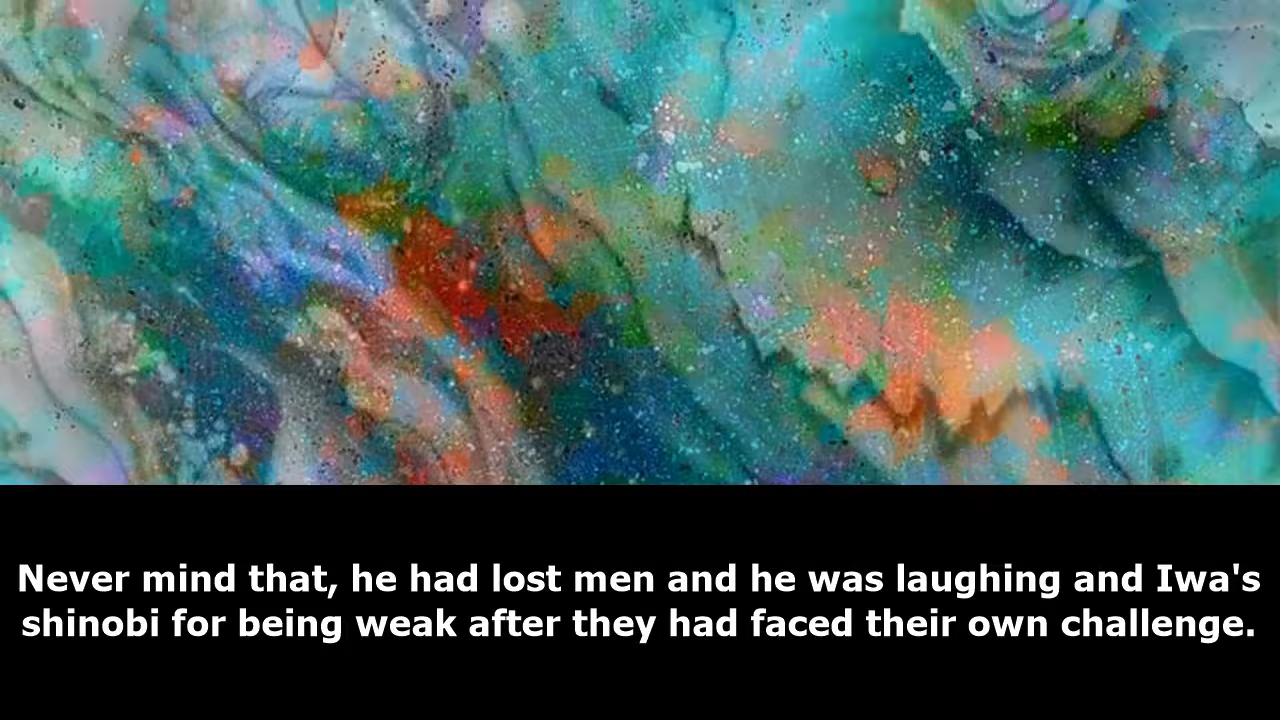 Never mind that, he had lost men and he was laughing and Iwa's
shinobi for being weak after they had faced their own challenge.